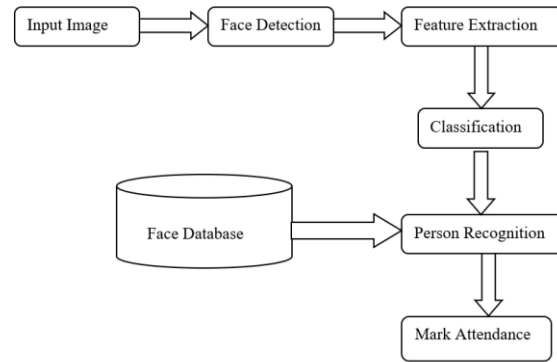 Input Image
Face Detection
Feature Extraction
Classification
Face Database
Person Recognition
Mark Attendance